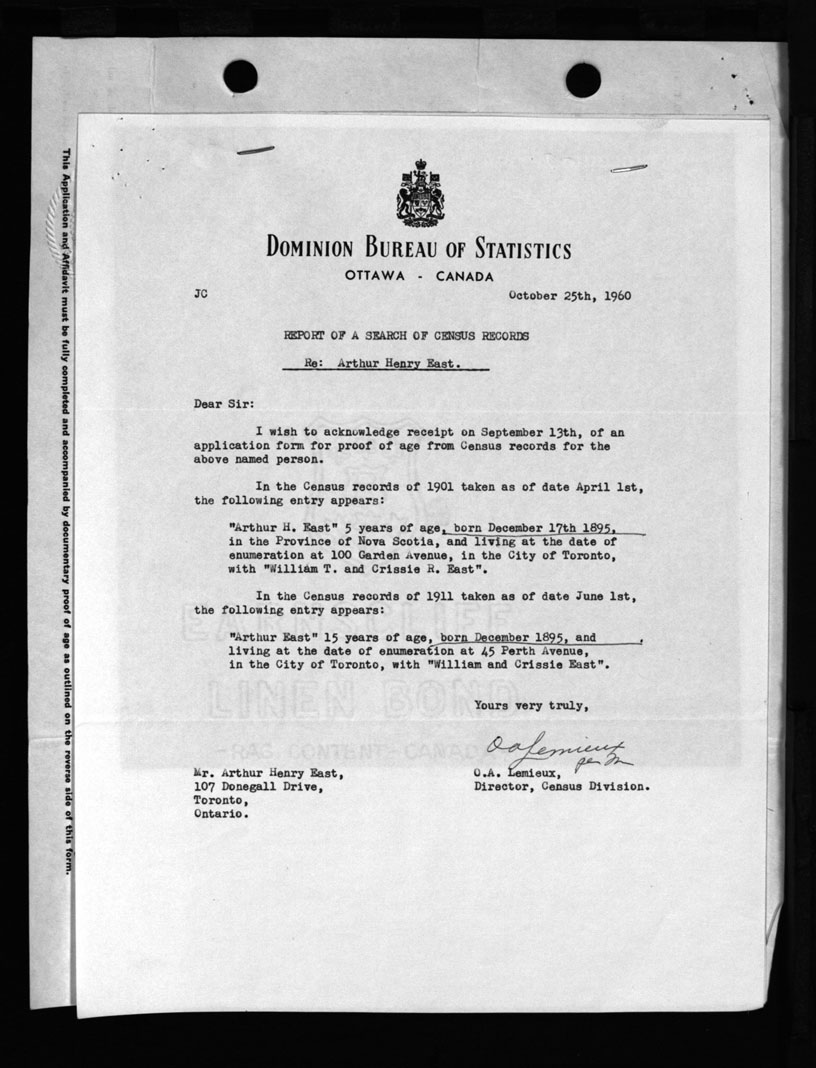 DOMINION BUREAU OF STATISTICS
OTTAWA - CANADA
JC
October 25th, 1960
REPORT OF A SEARCH OF CENSUS RECORDS
Re: Arthur Henry East.
Dear Sir:
I wish to acknowledge receipt on September 13th, of an
application form for proof of age from Census records for the
above named person.
In the Census records of 1901 taken as of date April 1st,
the following entry appears:
"Arthur H. East" 5 years of age, born December 17th 1895,
in the Province of Nova Scotia, and living at the date of
enumeration at 100 Garden Avenue, in the City of Toronto,
with "William T. and Crissie R. East".
In the Census records of 1911 taken as of date June 1st,
the following entry appears:
"Arthur East" 15 years of age, born December 1895, and ,
living at the date of enumeration at 45 Perth Avenue,
in the City of Toronto, with "William and Crissie East".
Yours very truly,
O A Lemieux
per
O.A. Lemieux,
Director, Census Division.
Mr. Arthur Henry East,
107 Donegall Drive,
Toronto,
Ontario.
EARNSCLIFFE
LINEN BOND
-RAG CONTENT-CANADA
This Application and Affidavit must be fully completed and accompanied by documentary proof of age as outlined on the reverse side of this form.